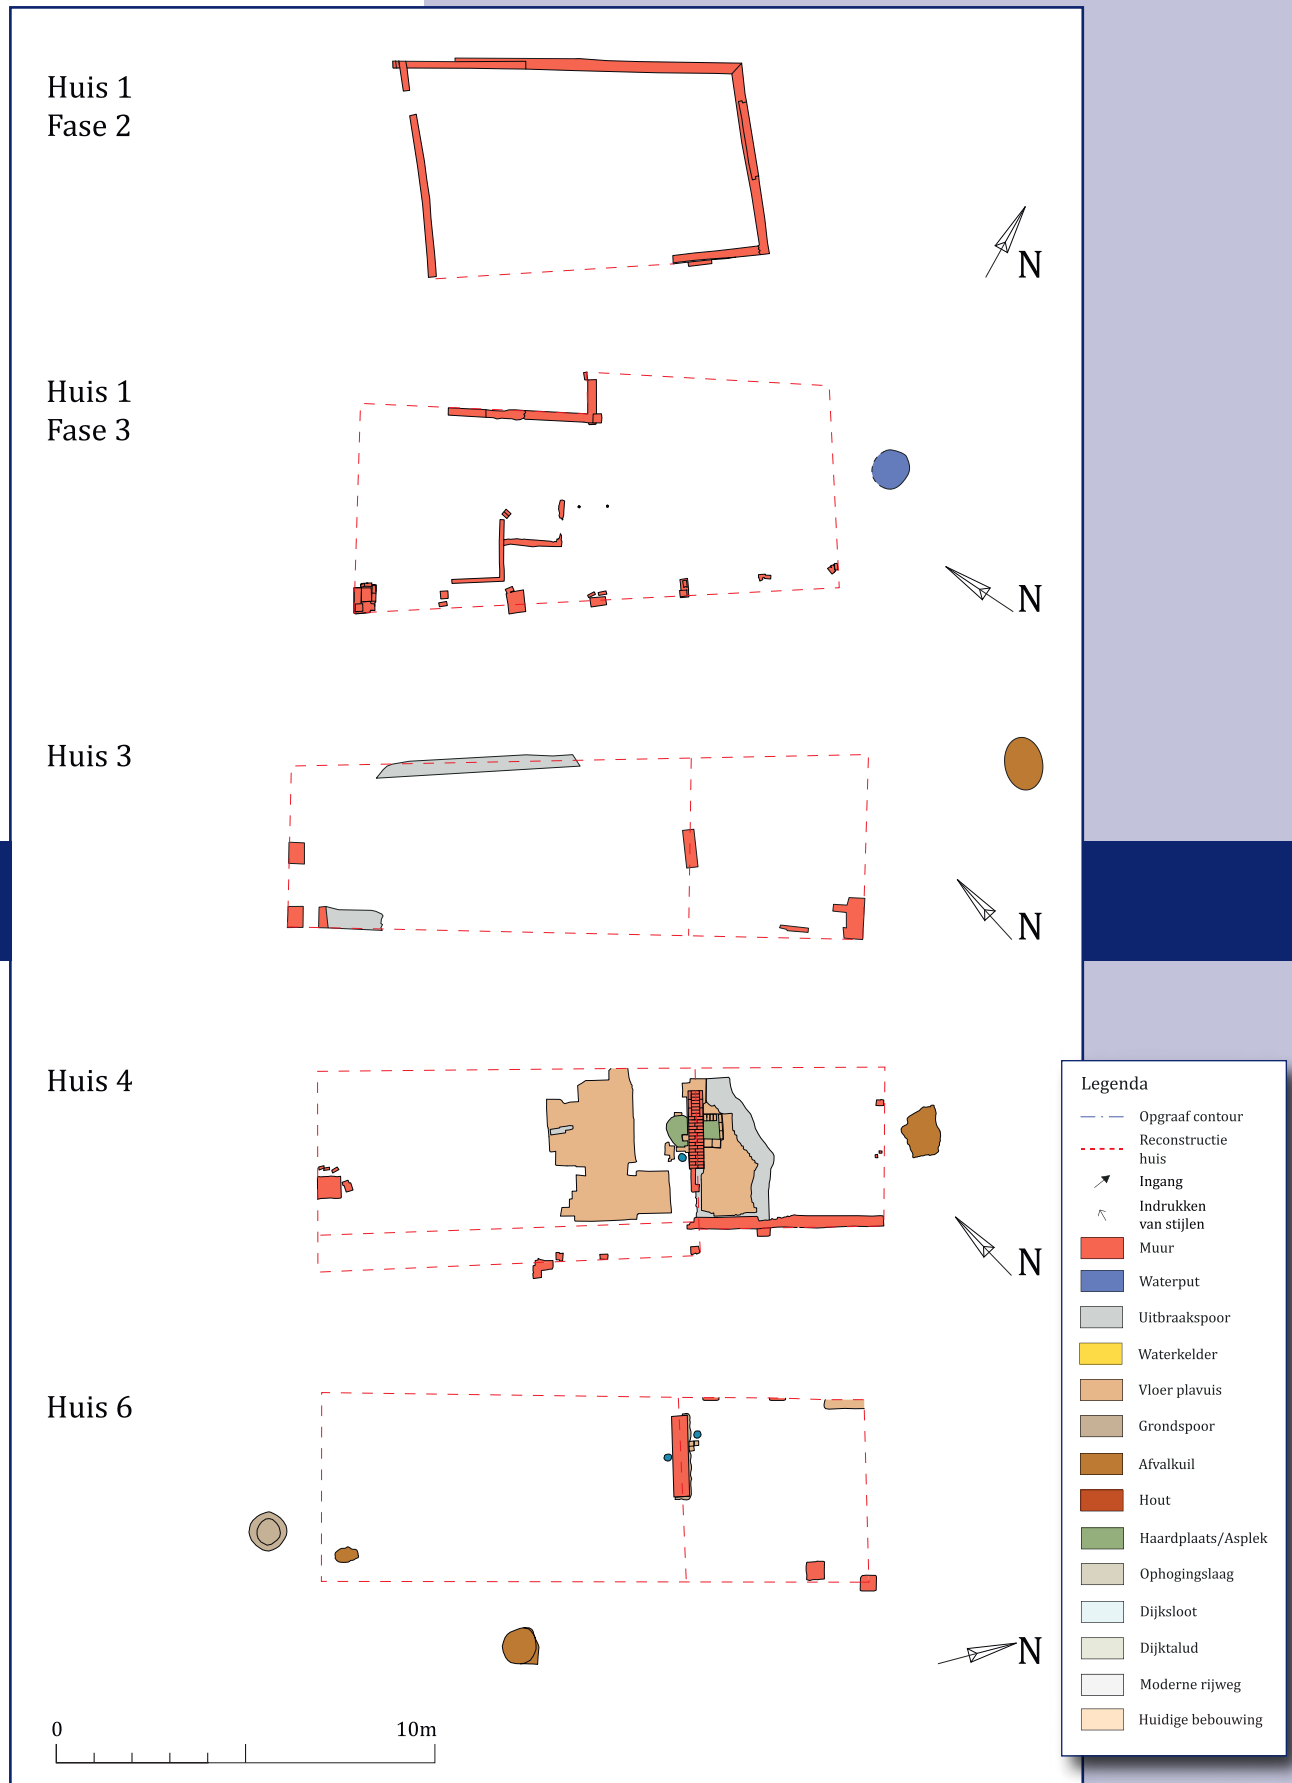 Huis 1
Fase 2
N
Huis 1
Fase 3
N
Huis 3
N
Huis 4
N
Huis 6
N
0 10m
Legenda
Opgraaf contour
Reconstructie
huis
Ingang
Indrukken
van stijlen
Muur
Waterput
Uitbraakspoor
Waterkelder
Vloer plavuis
Grondspoor
Afvalkuil
Hout
Haardplaats/Asplek
Ophogingslaag
Dijksloot
Dijktalud
Moderne rijweg
Huidige bebouwing